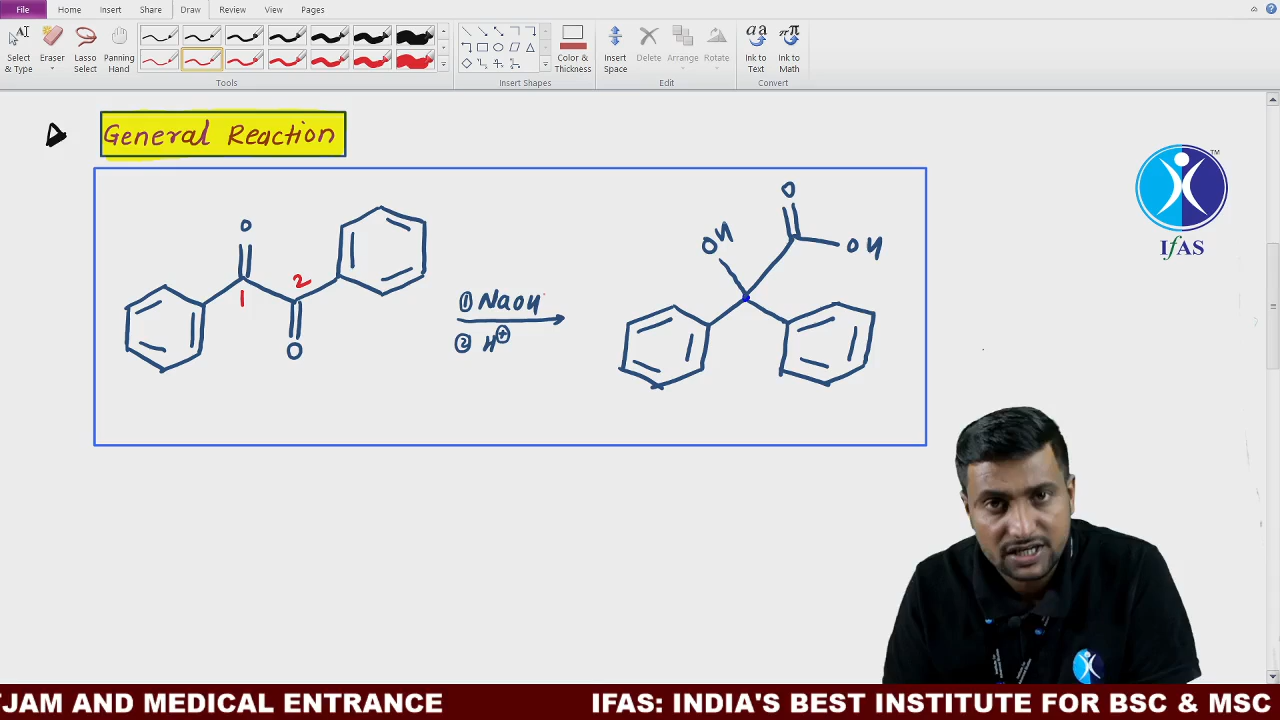 File Home Insert Share Draw Review View Pages
Select & Type Eraser Lasso Select Panning Hand Color & Thickness Insert Space Delete Arrange Rotate Ink to Text Ink to Math
Tools Insert Shapes Edit Convert
General Reaction
O
1 2
O
① NaOH
② H⊕
O
OH
OH
TM
IFAS
T JAM AND MEDICAL ENTRANCE IFAS: INDIA'S BEST INSTITUTE FOR BSC & MSC